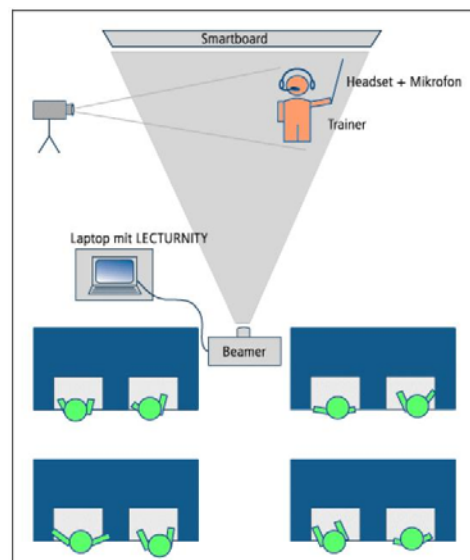 Smartboard
Headset + Mikrofon
Trainer
Laptop mit LECTURNITY
Beamer